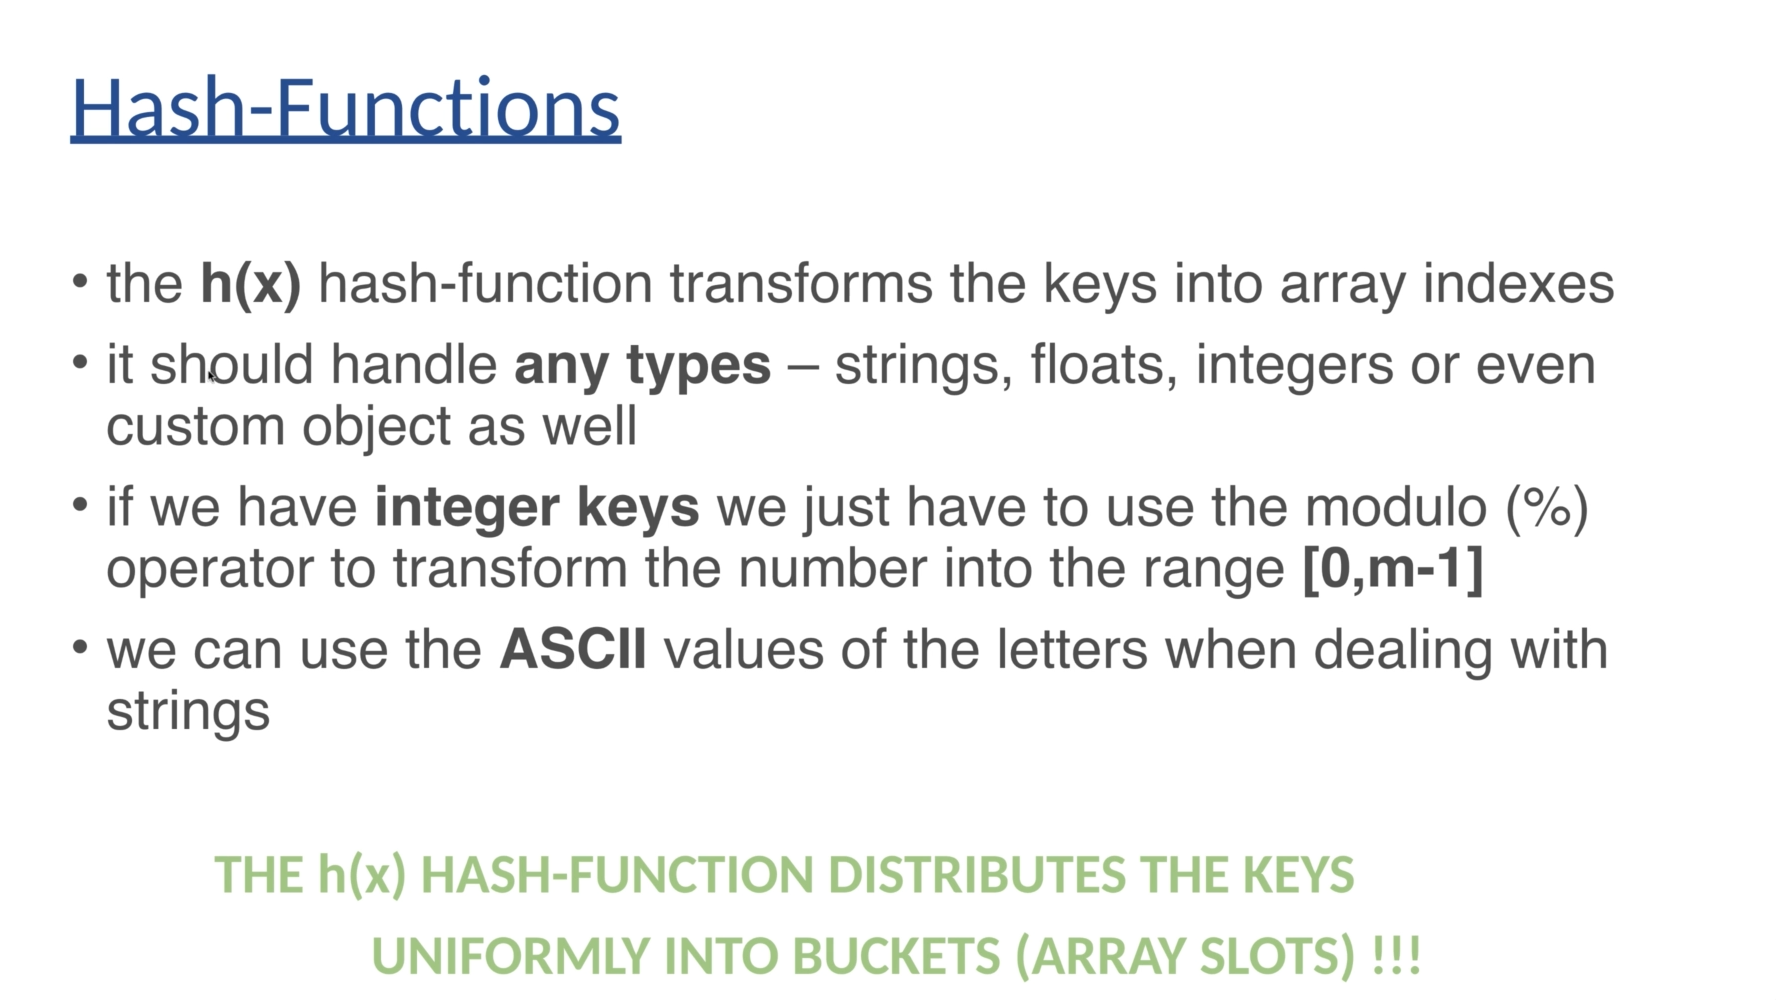 Hash-Functions
• the h(x) hash-function transforms the keys into array indexes
• it should handle any types – strings, floats, integers or even
custom object as well
• if we have integer keys we just have to use the modulo (%)
operator to transform the number into the range [0,m-1]
• we can use the ASCII values of the letters when dealing with
strings
THE h(x) HASH-FUNCTION DISTRIBUTES THE KEYS
UNIFORMLY INTO BUCKETS (ARRAY SLOTS) !!!